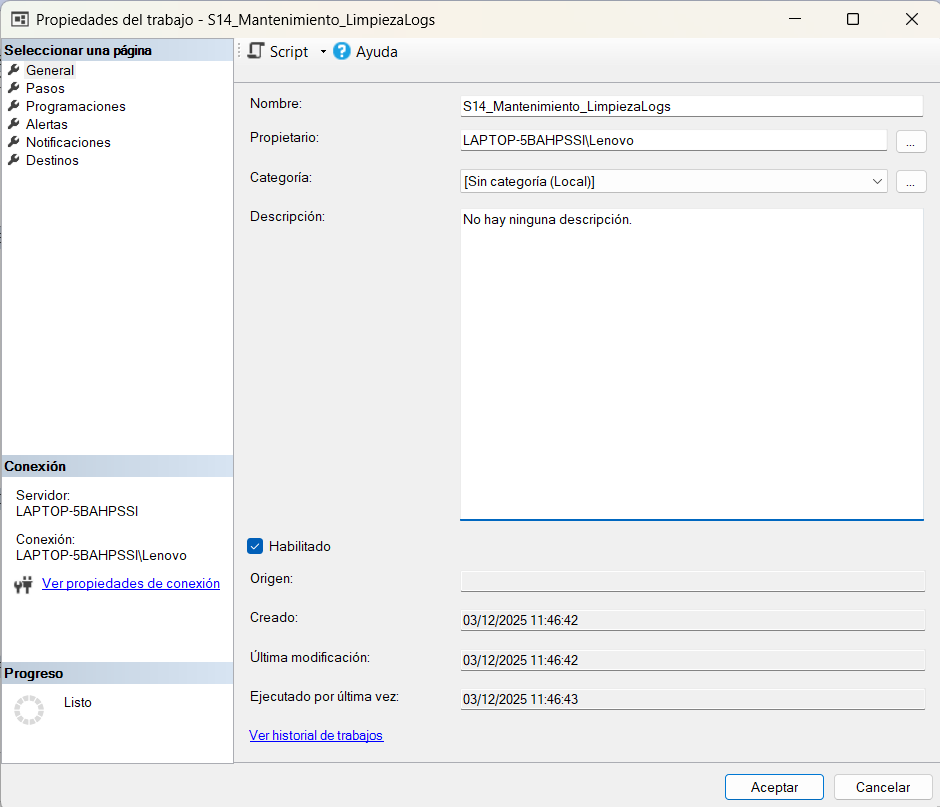 Propiedades del trabajo - S14_Mantenimiento_LimpiezaLogs
Seleccionar una página
General
Pasos
Programaciones
Alertas
Notificaciones
Destinos
Script
Ayuda
Nombre:
S14_Mantenimiento_LimpiezaLogs
Propietario:
LAPTOP-5BAHPSSI\Lenovo
...
Categoría:
[Sin categoría (Local)]
...
Descripción:
No hay ninguna descripción.
Habilitado
Origen:
Creado:
03/12/2025 11:46:42
Última modificación:
03/12/2025 11:46:42
Ejecutado por última vez:
03/12/2025 11:46:43
Ver historial de trabajos
Conexión
Servidor:
LAPTOP-5BAHPSSI
Conexión:
LAPTOP-5BAHPSSI\Lenovo
Ver propiedades de conexión
Progreso
Listo
Aceptar
Cancelar